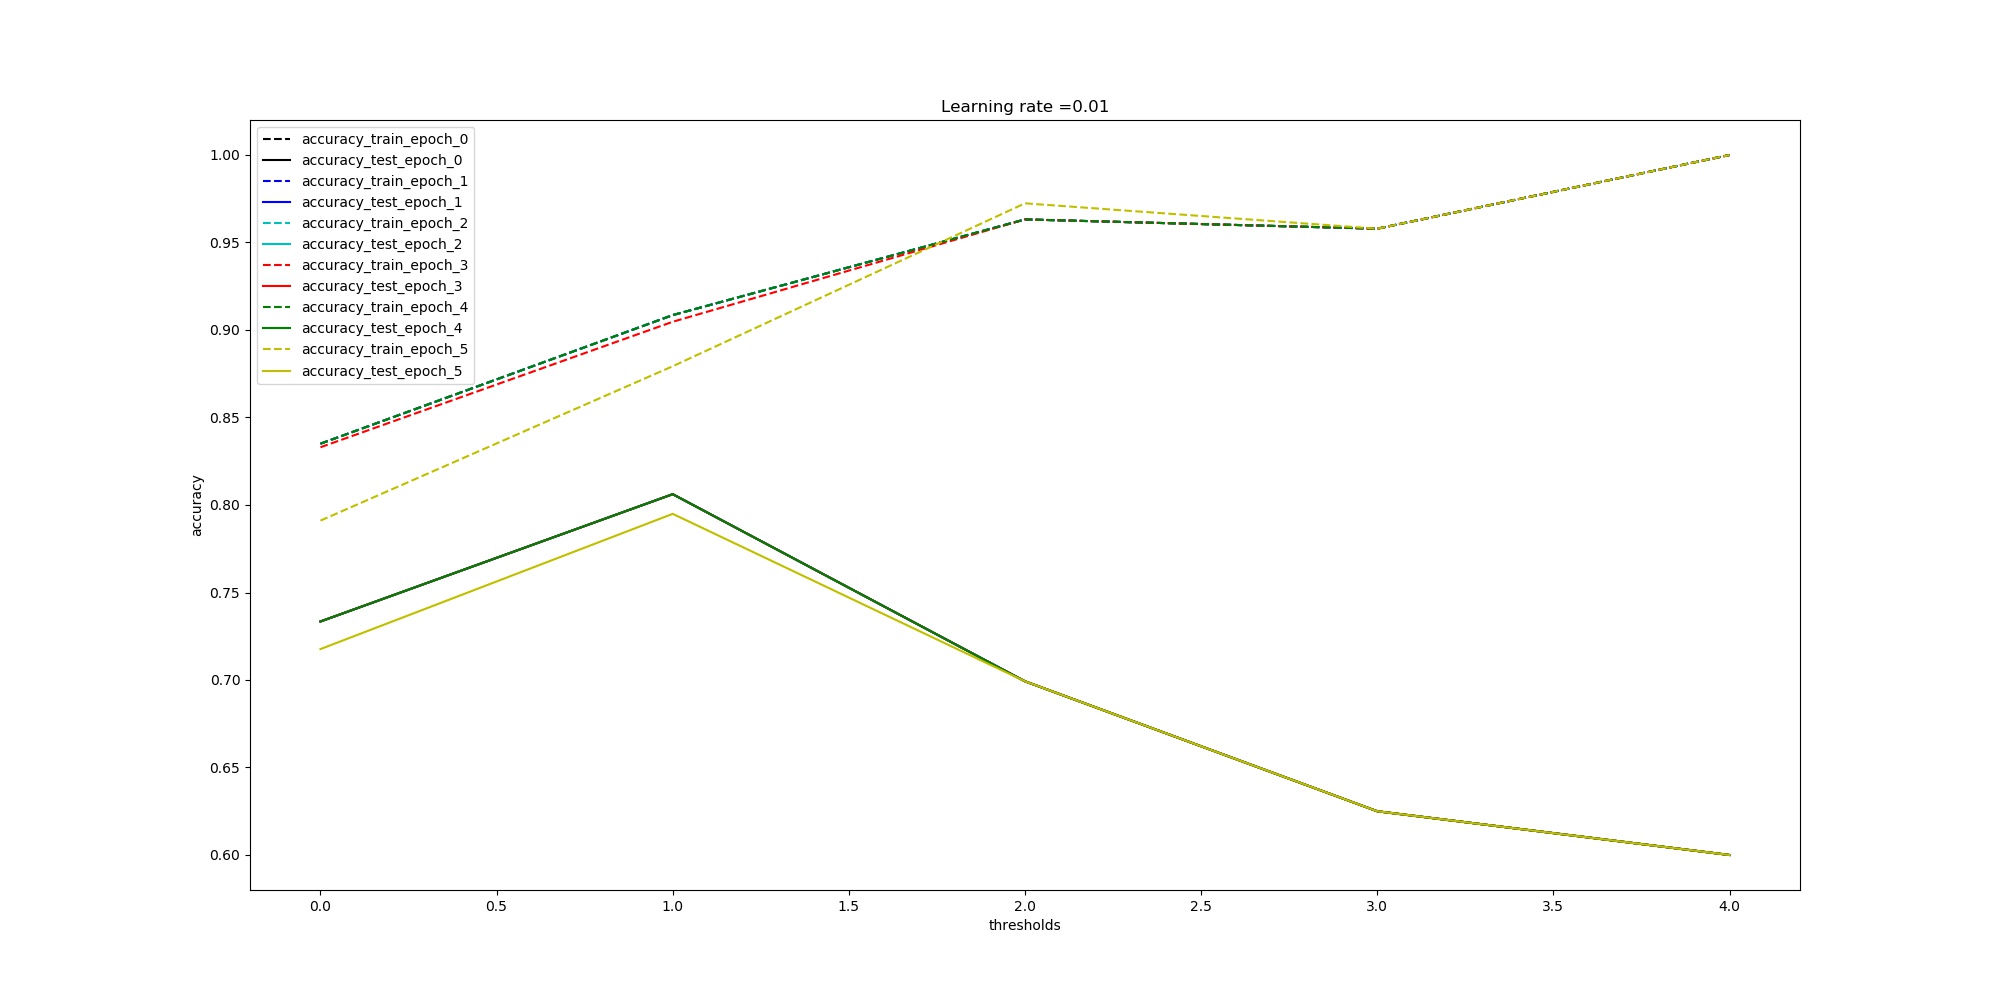 Learning rate =0.01
accuracy_train_epoch_0
accuracy_test_epoch_0
accuracy_train_epoch_1
accuracy_test_epoch_1
accuracy_train_epoch_2
accuracy_test_epoch_2
accuracy_train_epoch_3
accuracy_test_epoch_3
accuracy_train_epoch_4
accuracy_test_epoch_4
accuracy_train_epoch_5
accuracy_test_epoch_5
1.00
0.95
0.90
0.85
0.80
0.75
0.70
0.65
0.60
accuracy
0.0 0.5 1.0 1.5 2.0 2.5 3.0 3.5 4.0
thresholds